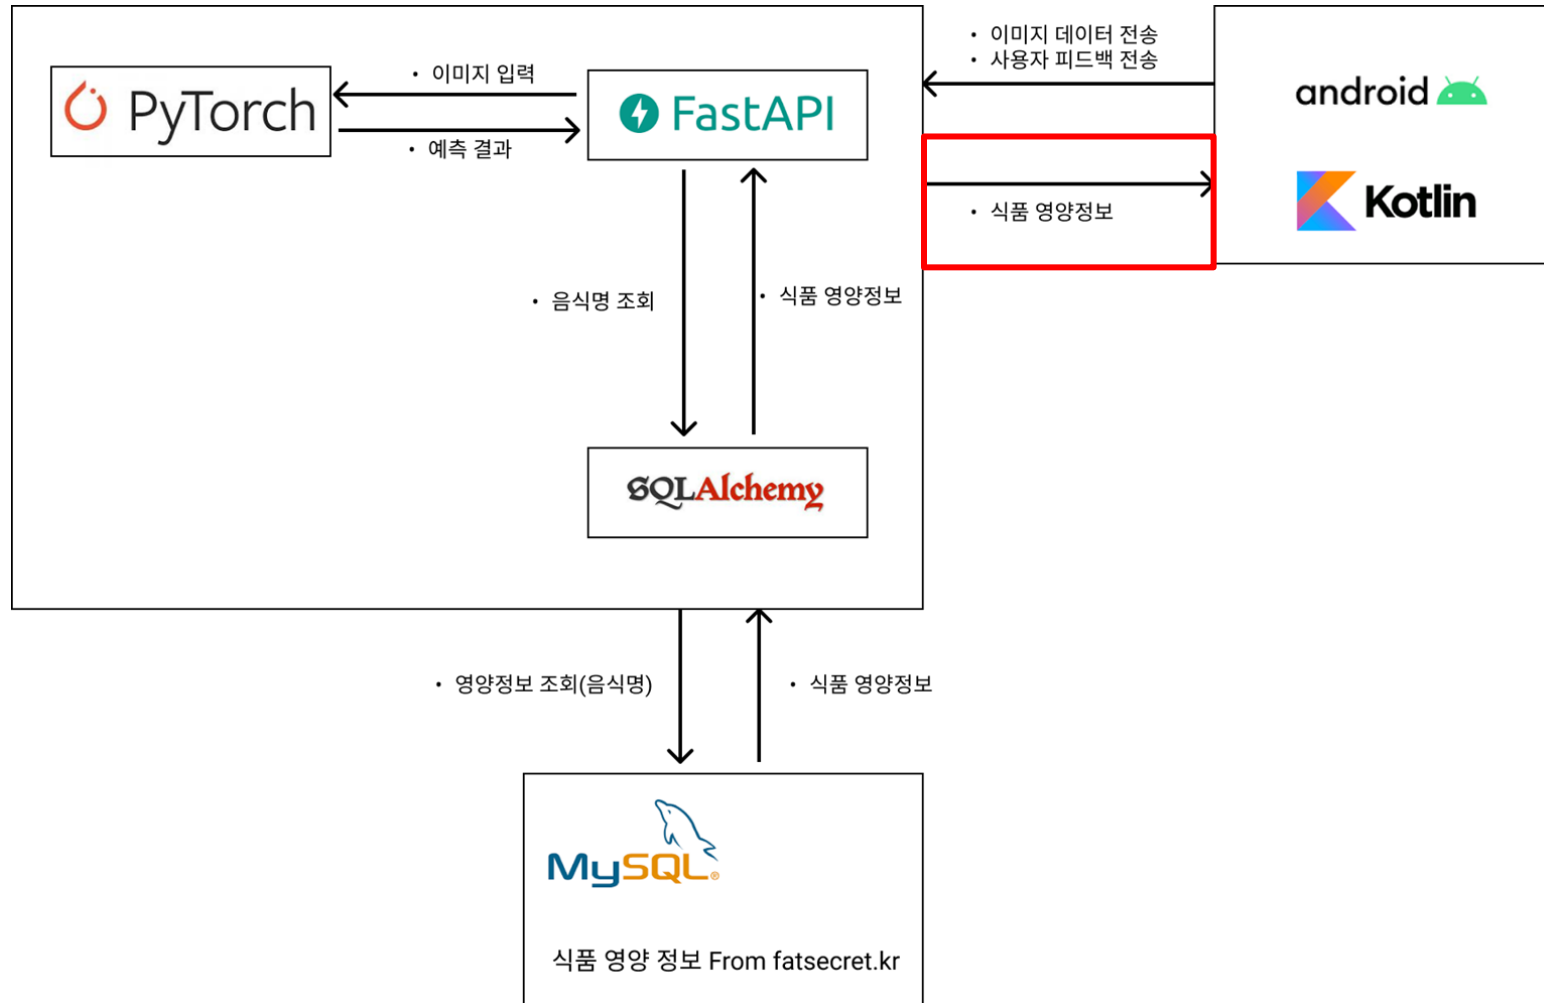 • 이미지 데이터 전송
• 사용자 피드백 전송
• 이미지 입력
PyTorch
FastAPI
android
• 예측 결과
Kotlin
• 식품 영양정보
• 음식명 조회
• 식품 영양정보
SQLAlchemy
• 영양정보 조회(음식명)
• 식품 영양정보
MySQL®
식품 영양 정보 From fatsecret.kr